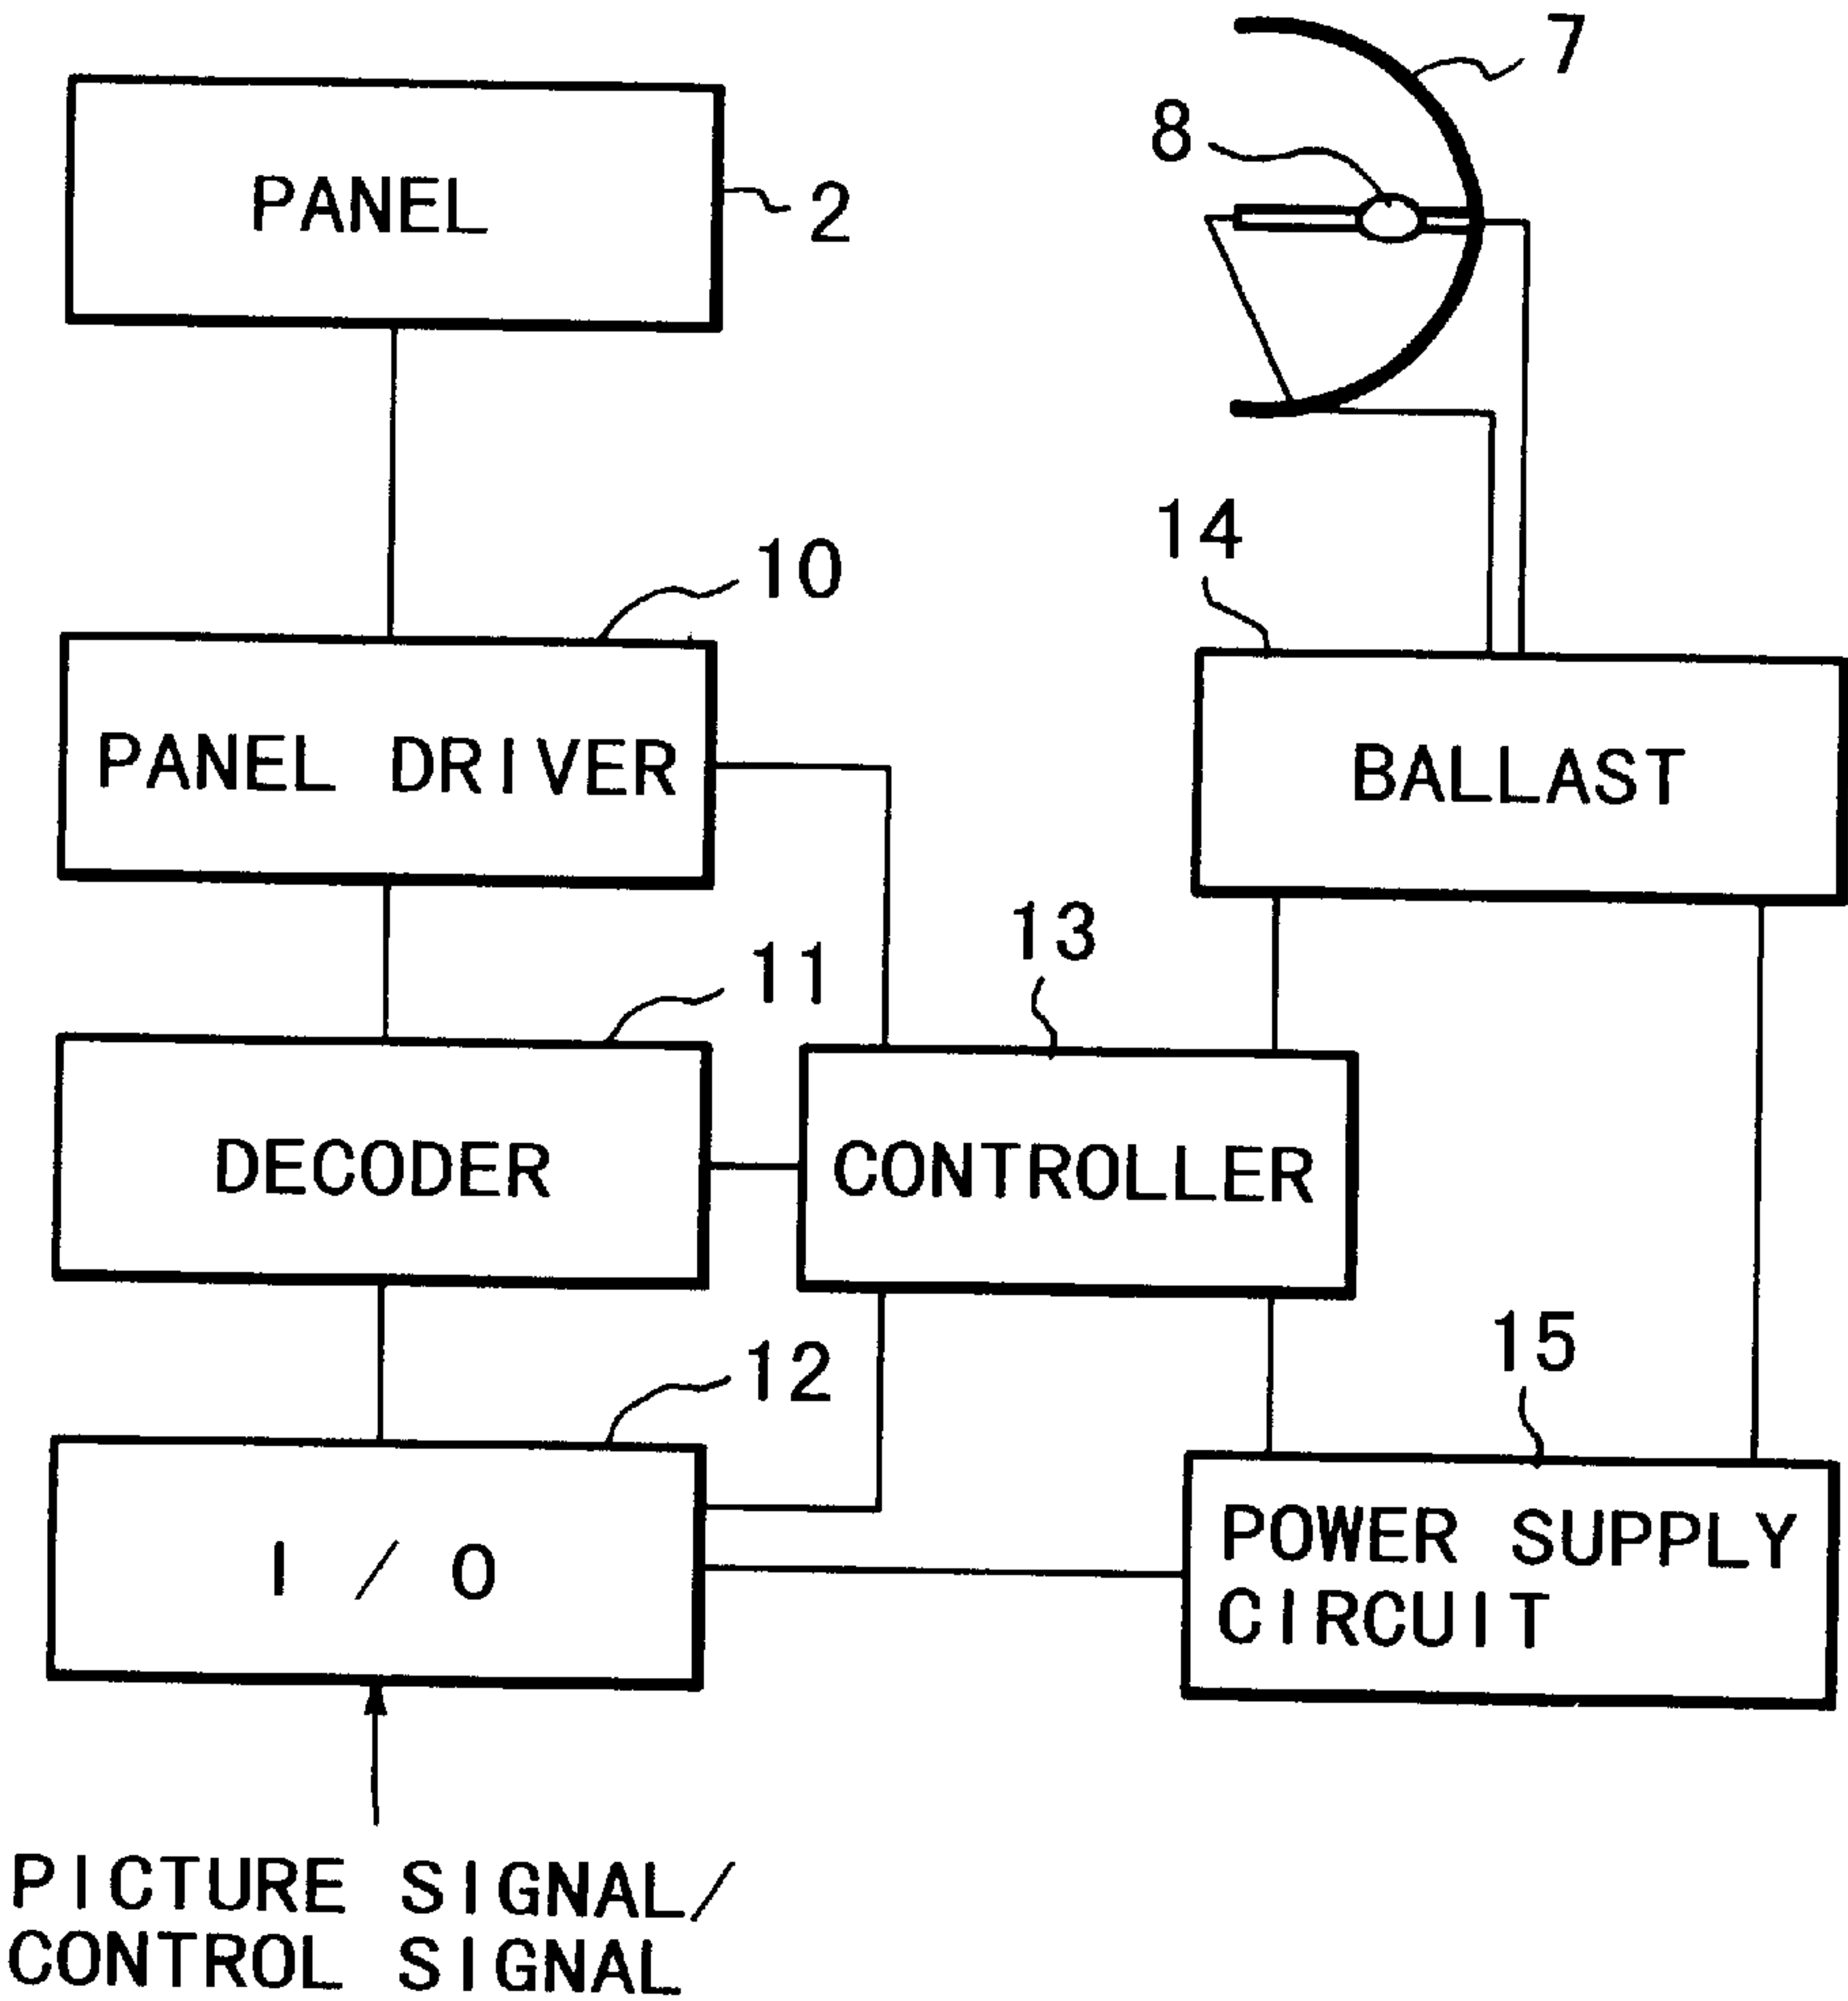 7
8
PANEL
2
14
10
PANEL DRIVER
BALLAST
13
11
DECODER
CONTROLLER
15
12
I / O
POWER SUPPLY
CIRCUIT
PICTURE SIGNAL/
CONTROL SIGNAL